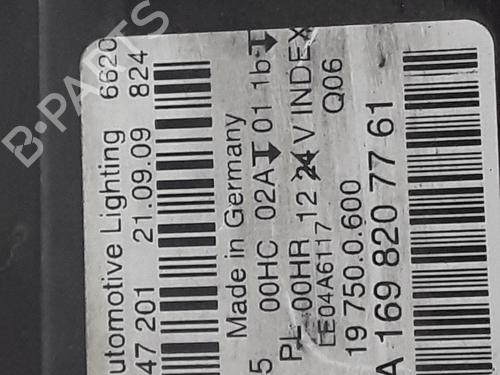 utomotive Lighting 6620
47 201 21.09.09 824
Made in Germany
5 00HC 02A 01 1b
PL 00HR 12 24 V INDEX
LE04A6117 Q06
19 750.0.600
A 169 820 77 61
B-PARTS